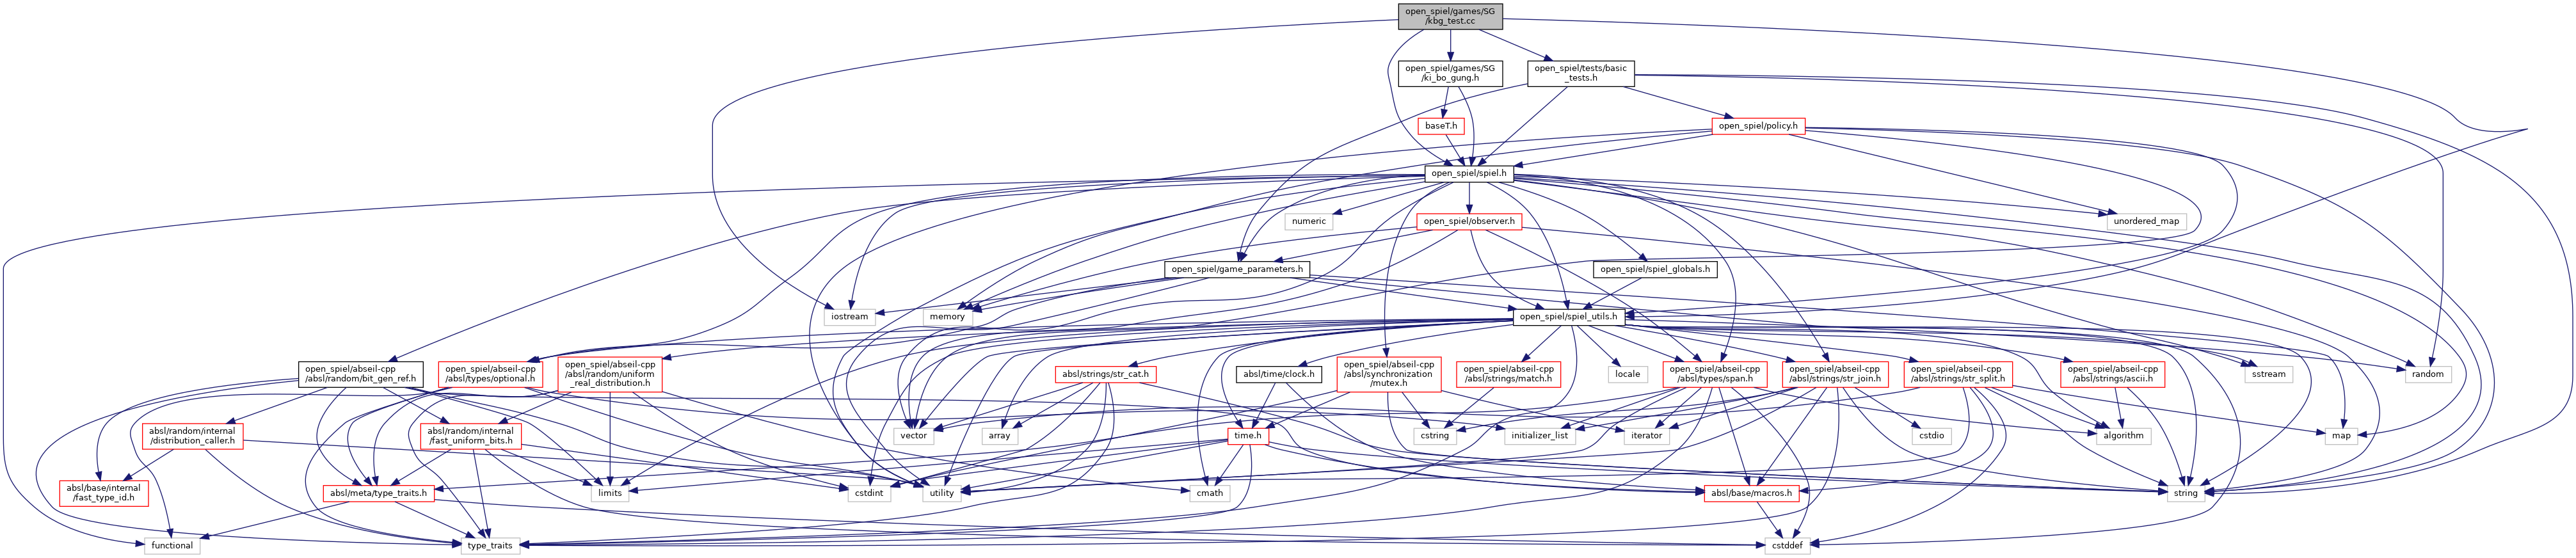 open_spiel/games/SG
/kbg_test.cc
open_spiel/games/SG
/ki_bo_gung.h
open_spiel/tests/basic
_tests.h
baseT.h
open_spiel/policy.h
open_spiel/spiel.h
numeric
open_spiel/observer.h
unordered_map
open_spiel/game_parameters.h
open_spiel/spiel_globals.h
iostream
memory
open_spiel/spiel_utils.h
open_spiel/abseil-cpp
/absl/random/bit_gen_ref.h
open_spiel/abseil-cpp
/absl/types/optional.h
open_spiel/abseil-cpp
/absl/random/uniform
_real_distribution.h
absl/strings/str_cat.h
absl/time/clock.h
open_spiel/abseil-cpp
/absl/synchronization
/mutex.h
open_spiel/abseil-cpp
/absl/strings/match.h
locale
open_spiel/abseil-cpp
/absl/types/span.h
open_spiel/abseil-cpp
/absl/strings/str_join.h
open_spiel/abseil-cpp
/absl/strings/str_split.h
open_spiel/abseil-cpp
/absl/strings/ascii.h
sstream
random
absl/random/internal
/distribution_caller.h
absl/random/internal
/fast_uniform_bits.h
vector
array
time.h
cstring
initializer_list
iterator
cstdio
algorithm
map
absl/base/internal
/fast_type_id.h
absl/meta/type_traits.h
limits
cstdint
utility
cmath
absl/base/macros.h
string
functional
type_traits
cstddef